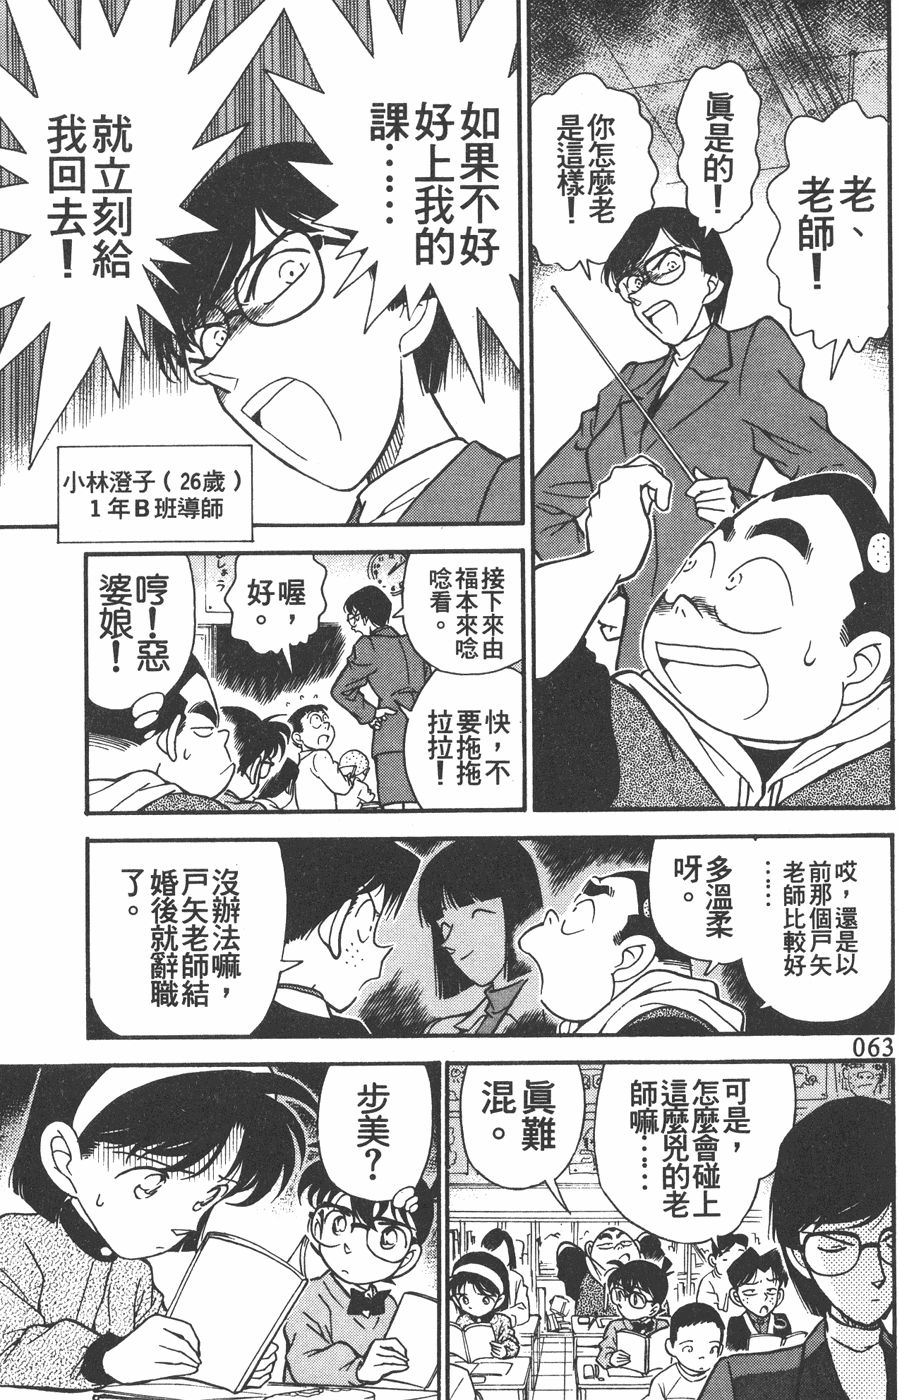 老、
老師！
眞是的！
你怎麼老
是這樣！
如果不好
好上我的
課……
就立刻給
我回去！
小林澄子（26歲）
1年B班導師
接下來由
福本來唸
唸看。
快，不
要拖拖
拉拉！
喔，
好。
哼！惡
婆娘！
哎，還是以
前那個戶矢
老師比較好
……
多溫柔
呀。
沒辦法嘛，
戶矢老師結
婚後就辭職
了。
063
可是，
怎麼會碰上
這麼兇的老
師嘛……
眞難
混。
步美？